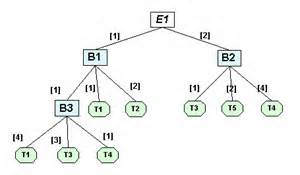 E1
[1] [2]
B1 B2
[1] [1] [2] [3] [2] [4]
B3 T1 T2 T3 T5 T4
[4] [3] [1]
T1 T3 T4